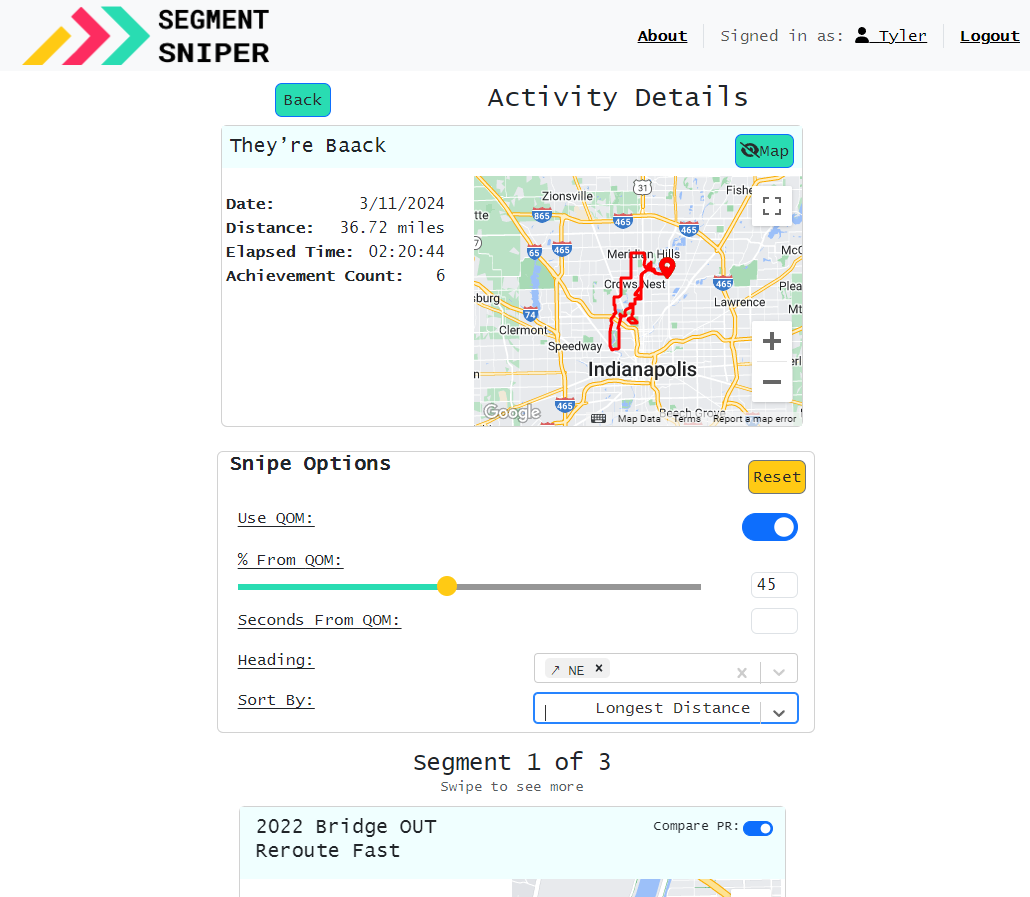 SEGMENT
SNIPER
About
Signed in as: Tyler
Logout
Back
Activity Details
They’re Baack
Map
Date: 3/11/2024
Distance: 36.72 miles
Elapsed Time: 02:20:44
Achievement Count: 6
31
Zionsville
Fishe
tte
865
465
465
7
65
465
Meridian Hills
McC
Crows Nest
465
Plea
sburg
Lawrence
74
Mt
Clermont
Speedway
erl
Indianapolis
n
465
Google
Beech Grove
Map Data
Terms
Report a map error
Snipe Options
Reset
Use QOM:
% From QOM:
45
Seconds From QOM:
Heading:
↗ NE ×
Sort By:
Longest Distance
Segment 1 of 3
Swipe to see more
2022 Bridge OUT
Reroute Fast
Compare PR: